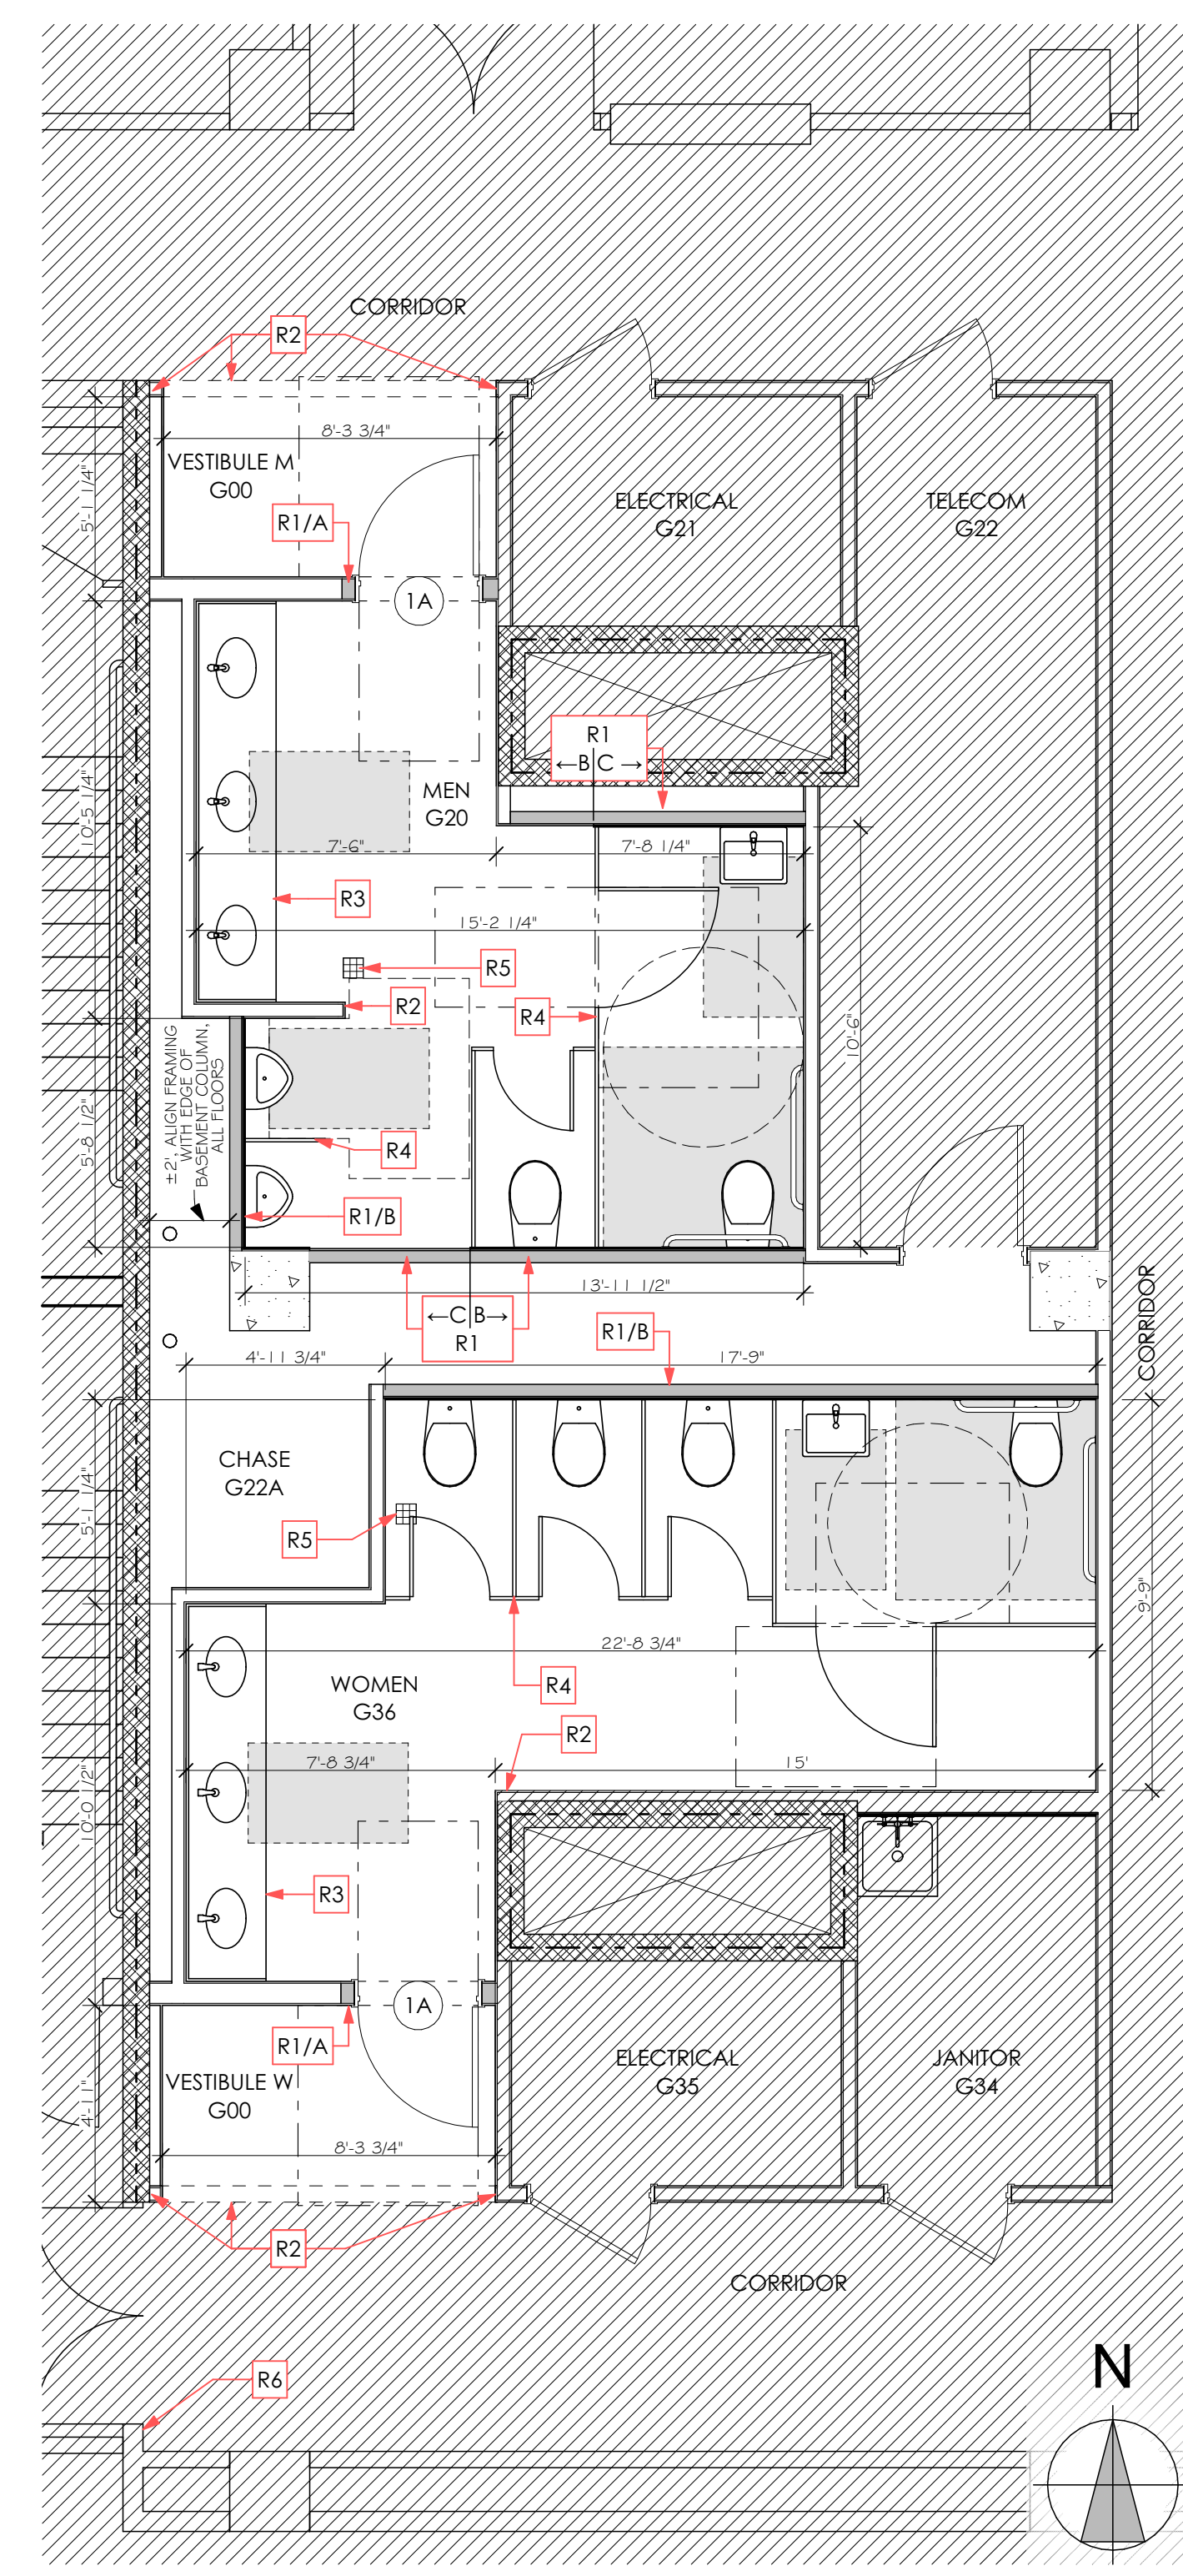 CORRIDOR
R2
8'-3 3/4"
VESTIBULE M
G00
5'-1 1/4"
R1/A
ELECTRICAL
G21
TELECOM
G22
1A
R1
←B C →
MEN
G20
10'-5 1/4"
7'-6"
7'-8 1/4"
R3
15'-2 1/4"
R5
R2
R4
10'-6"
±2', ALIGN FRAMING
WITH EDGE OF
BASEMENT COLUMN,
ALL FLOORS
5'-8 1/2"
R4
R1/B
13'-11 1/2"
←C B→
R1
R1/B
CORRIDOR
4'-11 3/4"
17'-9"
CHASE
G22A
5'-1 1/4"
R5
9'-9"
22'-8 3/4"
WOMEN
G36
R4
R2
7'-8 3/4"
15'
10'-0 1/2"
R3
1A
R1/A
ELECTRICAL
G35
JANITOR
G34
VESTIBULE W
G00
4'-11"
8'-3 3/4"
R2
CORRIDOR
N
R6